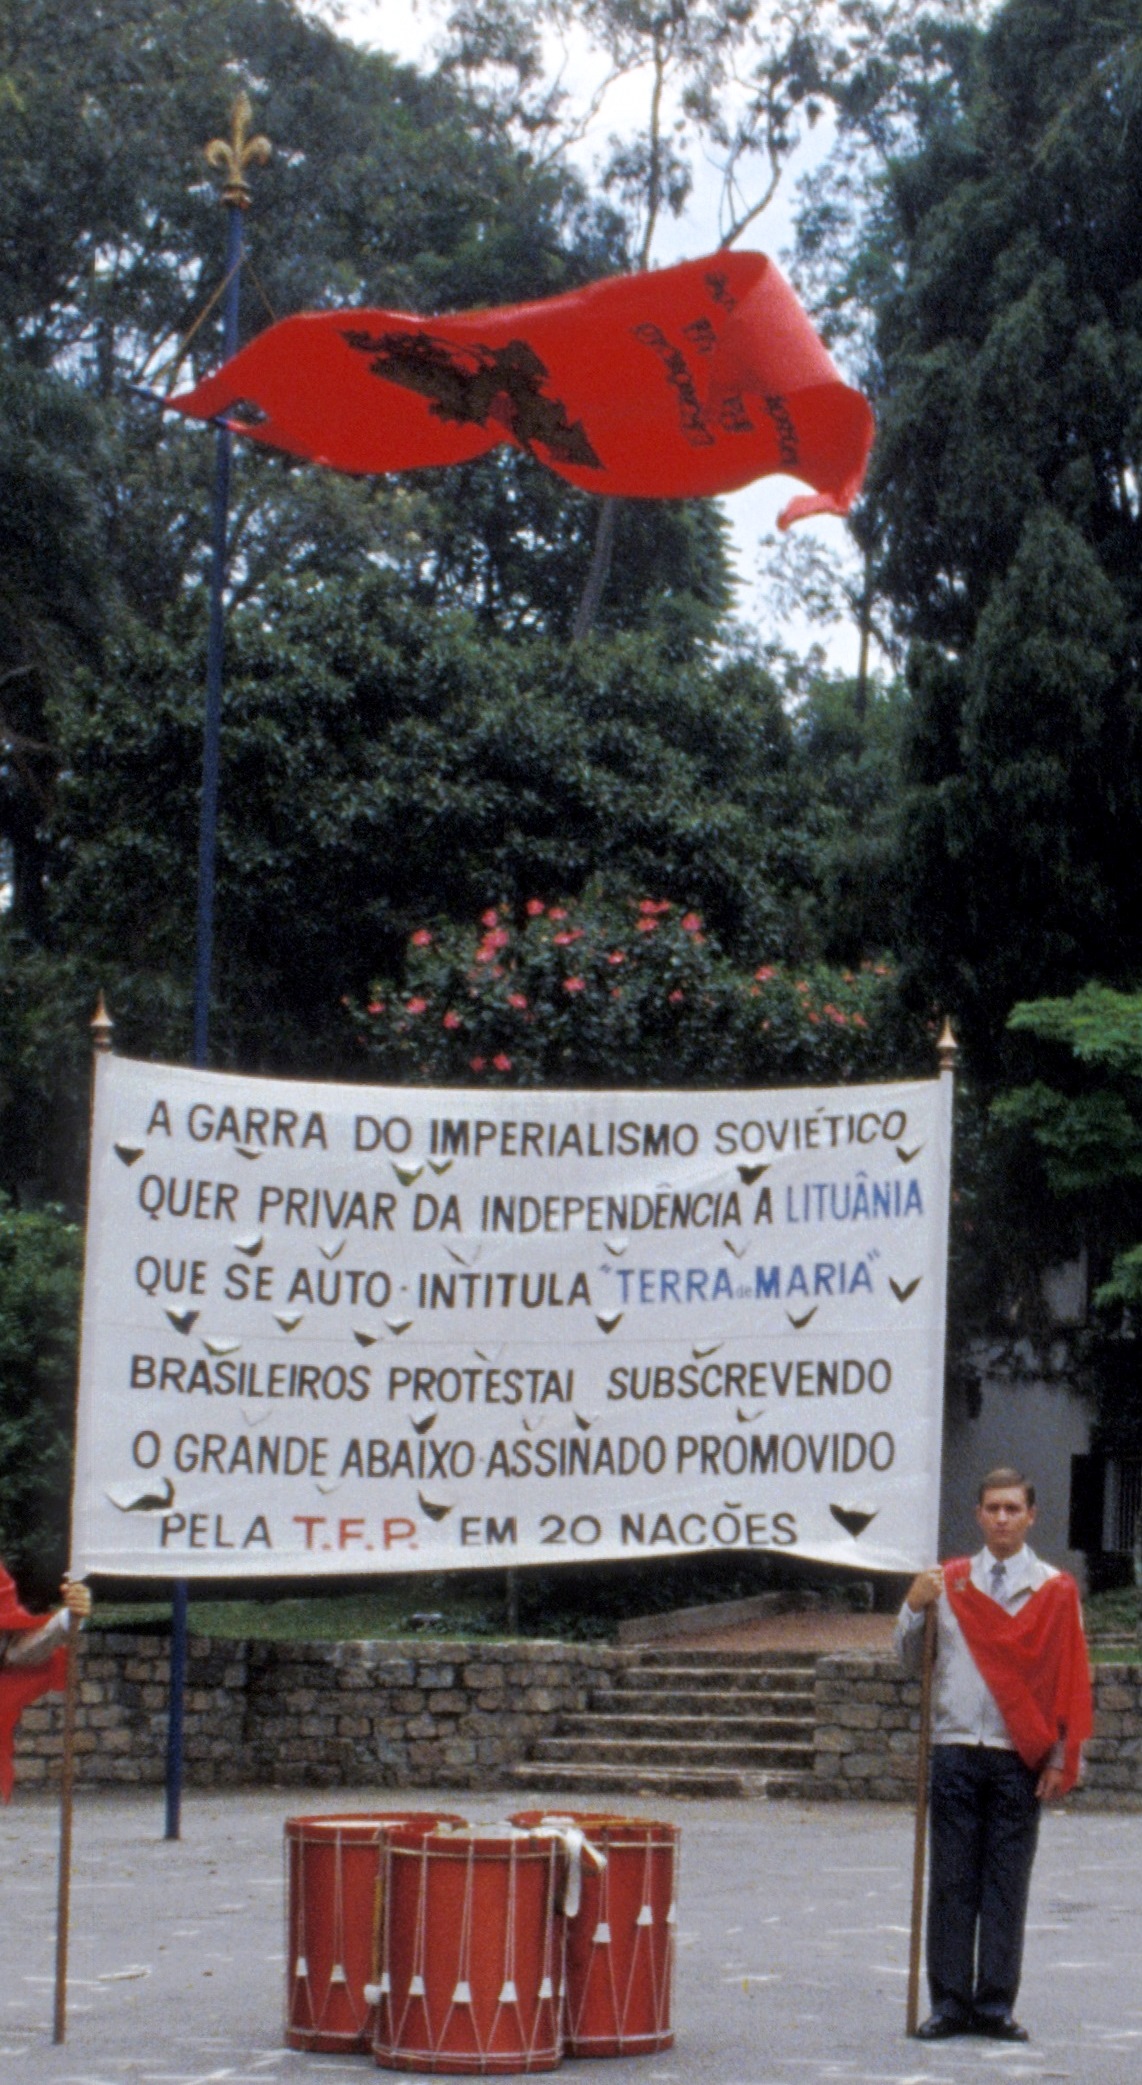 TRADIÇÃO
A GARRA DO IMPERIALISMO SOVIÉTICO
QUER PRIVAR DA INDEPENDÊNCIA A LITUÂNIA
QUE SE AUTO-INTITULA "TERRA de MARIA"
BRASILEIROS PROTESTAI SUBSCREVENDO
O GRANDE ABAIXO-ASSINADO PROMOVIDO
PELA T.F.P. EM 20 NAÇÕES